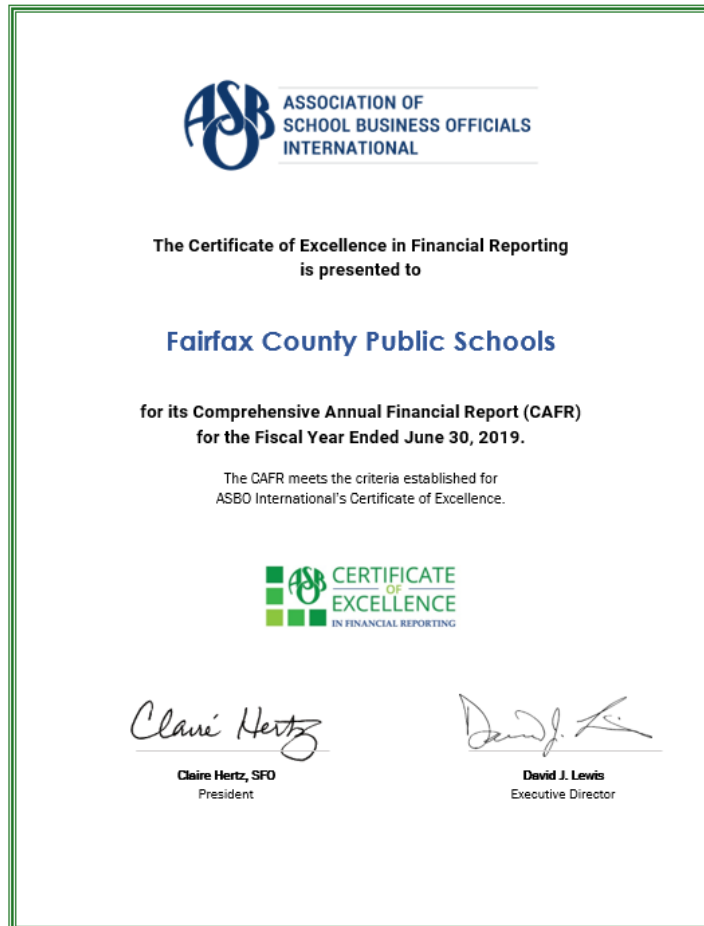 ASBO
ASSOCIATION OF
SCHOOL BUSINESS OFFICIALS
INTERNATIONAL
The Certificate of Excellence in Financial Reporting
is presented to
Fairfax County Public Schools
for its Comprehensive Annual Financial Report (CAFR)
for the Fiscal Year Ended June 30, 2019.
The CAFR meets the criteria established for
ASBO International's Certificate of Excellence.
ASBO
CERTIFICATE
OF
EXCELLENCE
IN FINANCIAL REPORTING
Claire Hertz
David J. Lewis
Claire Hertz, SFO
David J. Lewis
President
Executive Director